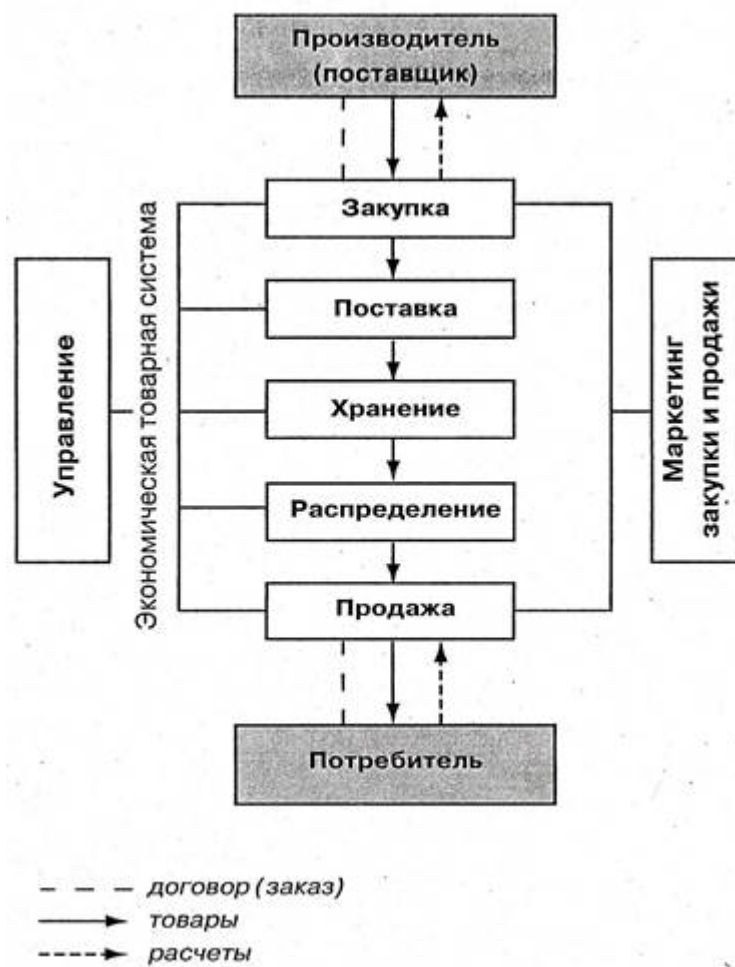 Производитель
(поставщик)
Закупка
Поставка
Хранение
Распределение
Продажа
Потребитель
Управление
Экономическая товарная система
Маркетинг
закупки и продажи
договор (заказ)
товары
расчеты